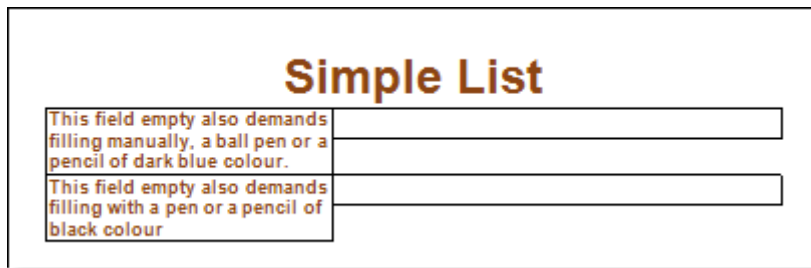 Simple List
This field empty also demands
filling manually, a ball pen or a
pencil of dark blue colour.
This field empty also demands
filling with a pen or a pencil of
black colour